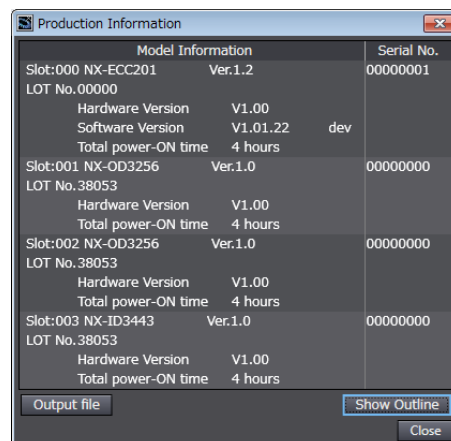 Production Information
Model Information Serial No.
Slot:000 NX-ECC201 Ver.1.2 00000001
LOT No.00000
Hardware Version V1.00
Software Version V1.01.22 dev
Total power-ON time 4 hours
Slot:001 NX-OD3256 Ver.1.0 00000000
LOT No.38053
Hardware Version V1.00
Total power-ON time 4 hours
Slot:002 NX-OD3256 Ver.1.0 00000000
LOT No.38053
Hardware Version V1.00
Total power-ON time 4 hours
Slot:003 NX-ID3443 Ver.1.0 00000000
LOT No.38053
Hardware Version V1.00
Total power-ON time 4 hours
Output file Show Outline
Close